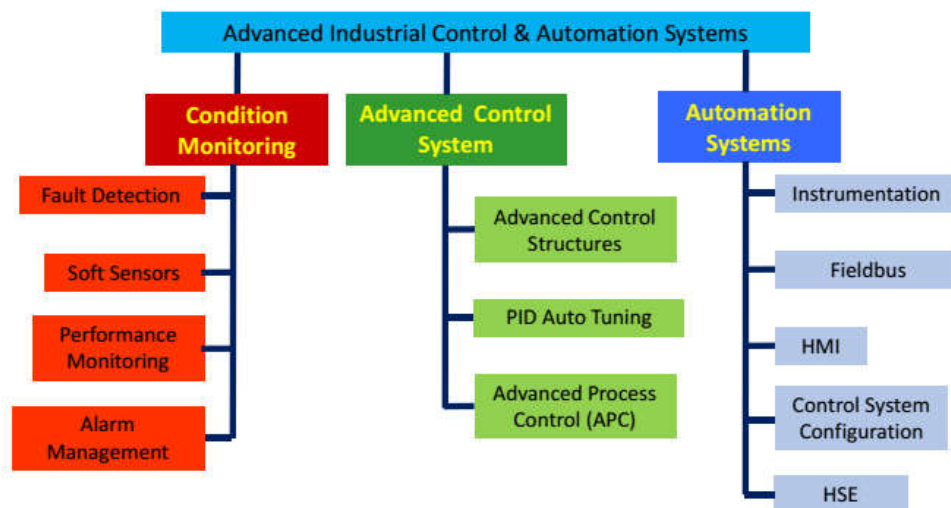 Advanced Industrial Control & Automation Systems
Condition
Monitoring
Fault Detection
Soft Sensors
Performance
Monitoring
Alarm
Management
Advanced Control
System
Advanced Control
Structures
PID Auto Tuning
Advanced Process
Control (APC)
Automation
Systems
Instrumentation
Fieldbus
HMI
Control System
Configuration
HSE